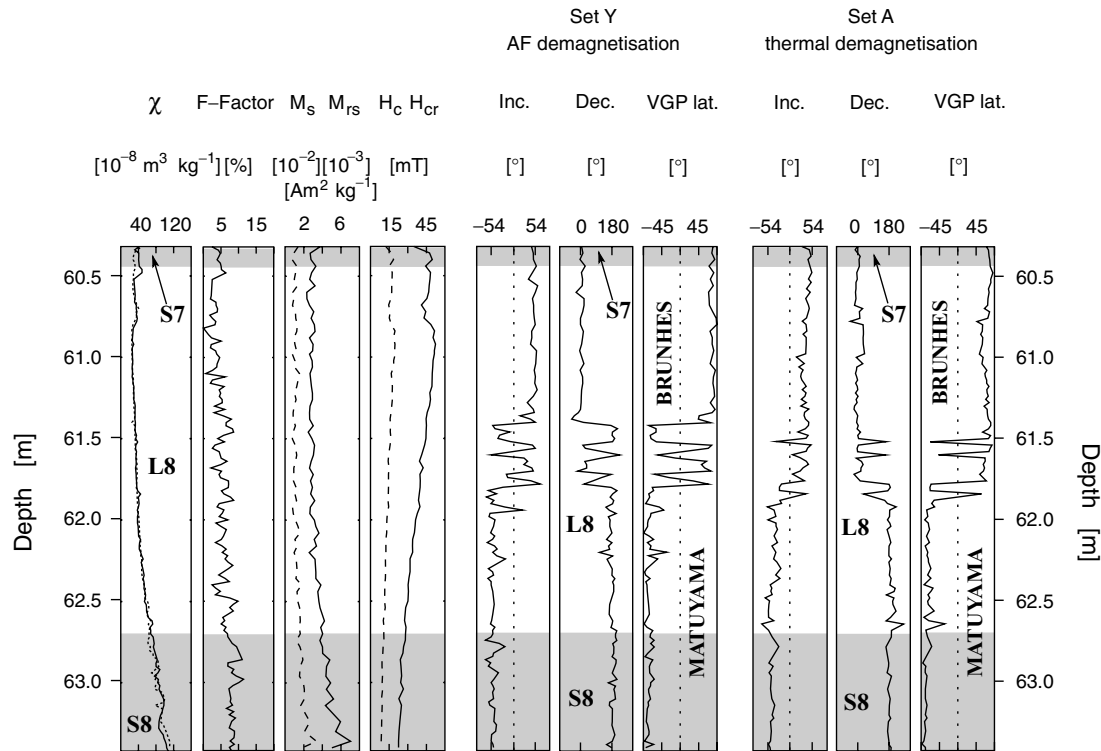 Set Y
Set A
AF demagnetisation
thermal demagnetisation
χ
F−Factor
Ms Mrs
Hc Hcr
Inc.
Dec.
VGP lat.
Inc.
Dec.
VGP lat.
[10−8 m3 kg−1]
[%]
[10−2][10−3]
[Am2 kg−1]
[mT]
[°]
[°]
[°]
[°]
[°]
[°]
40 120
5 15
2 6
15 45
−54 54
0 180
−45 45
−54 54
0 180
−45 45
60.5
60.5
S7
S7
S7
BRUNHES
BRUNHES
61.0
61.0
61.5
61.5
L8
Depth [m]
Depth [m]
62.0
62.0
L8
L8
62.5
62.5
MATUYAMA
MATUYAMA
63.0
63.0
S8
S8
S8